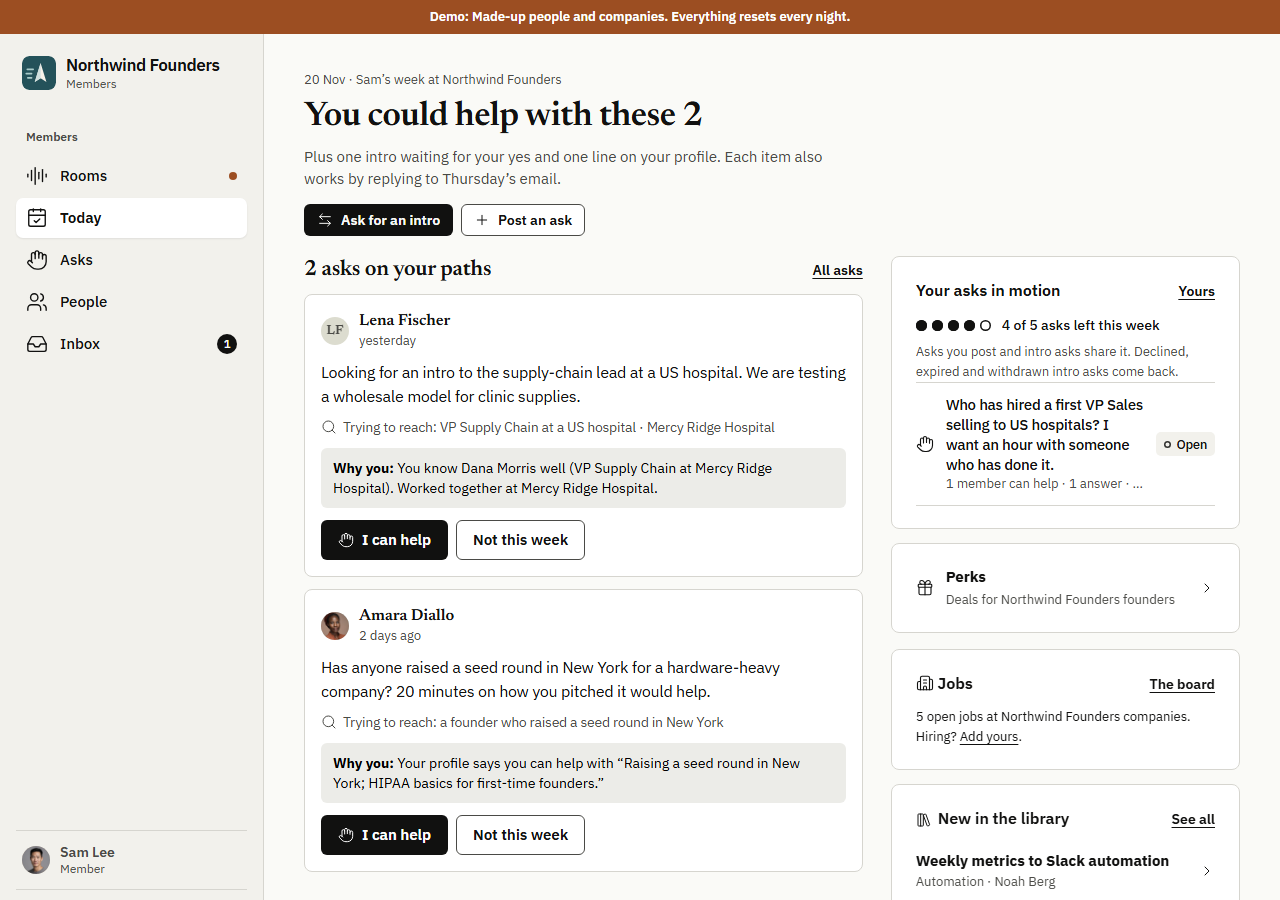 Demo: Made-up people and companies. Everything resets every night.
Northwind Founders
Members
Members
Rooms
Today
Asks
People
Inbox
1
Sam Lee
Member
20 Nov · Sam’s week at Northwind Founders
You could help with these 2
Plus one intro waiting for your yes and one line on your profile. Each item also
works by replying to Thursday’s email.
Ask for an intro
Post an ask
2 asks on your paths
All asks
LF
Lena Fischer
yesterday
Looking for an intro to the supply-chain lead at a US hospital. We are testing
a wholesale model for clinic supplies.
Trying to reach: VP Supply Chain at a US hospital · Mercy Ridge Hospital
Why you: You know Dana Morris well (VP Supply Chain at Mercy Ridge
Hospital). Worked together at Mercy Ridge Hospital.
I can help
Not this week
Amara Diallo
2 days ago
Has anyone raised a seed round in New York for a hardware-heavy
company? 20 minutes on how you pitched it would help.
Trying to reach: a founder who raised a seed round in New York
Why you: Your profile says you can help with “Raising a seed round in New
York; HIPAA basics for first-time founders.”
I can help
Not this week
Your asks in motion
Yours
4 of 5 asks left this week
Asks you post and intro asks share it. Declined,
expired and withdrawn intro asks come back.
Who has hired a first VP Sales
selling to US hospitals? I
want an hour with someone
who has done it.
1 member can help · 1 answer · ...
Open
Perks
Deals for Northwind Founders founders
Jobs
The board
5 open jobs at Northwind Founders companies.
Hiring? Add yours.
New in the library
See all
Weekly metrics to Slack automation
Automation · Noah Berg